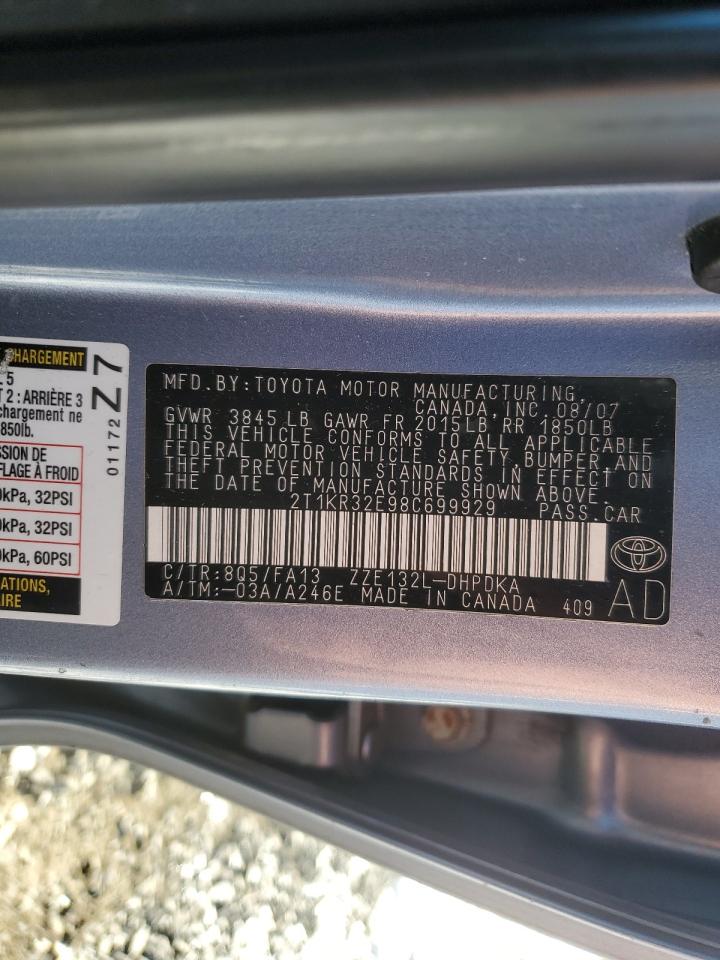 CHARGEMENT
5
2 : ARRIÈRE 3
chargement ne
850lb.
SSION DE
FLAGE À FROID
kPa, 32PSI
kPa, 32PSI
kPa, 60PSI
ATIONS,
AIRE
01172 Z7
MFD. BY: TOYOTA MOTOR MANUFACTURING,
CANADA, INC. 08/07
GVWR 3845 LB GAWR FR 2015LB, RR 1850LB
THIS VEHICLE CONFORMS TO ALL APPLICABLE
FEDERAL MOTOR VEHICLE SAFETY, BUMPER, AND
THEFT PREVENTION STANDARDS IN EFFECT ON
THE DATE OF MANUFACTURE SHOWN ABOVE.
2T1KR32E98C699929 PASS.CAR
C/TR: 8Q5/FA13 ZZE132L-DHPDKA
A/TM:-03A/A246E MADE IN CANADA 409 AD